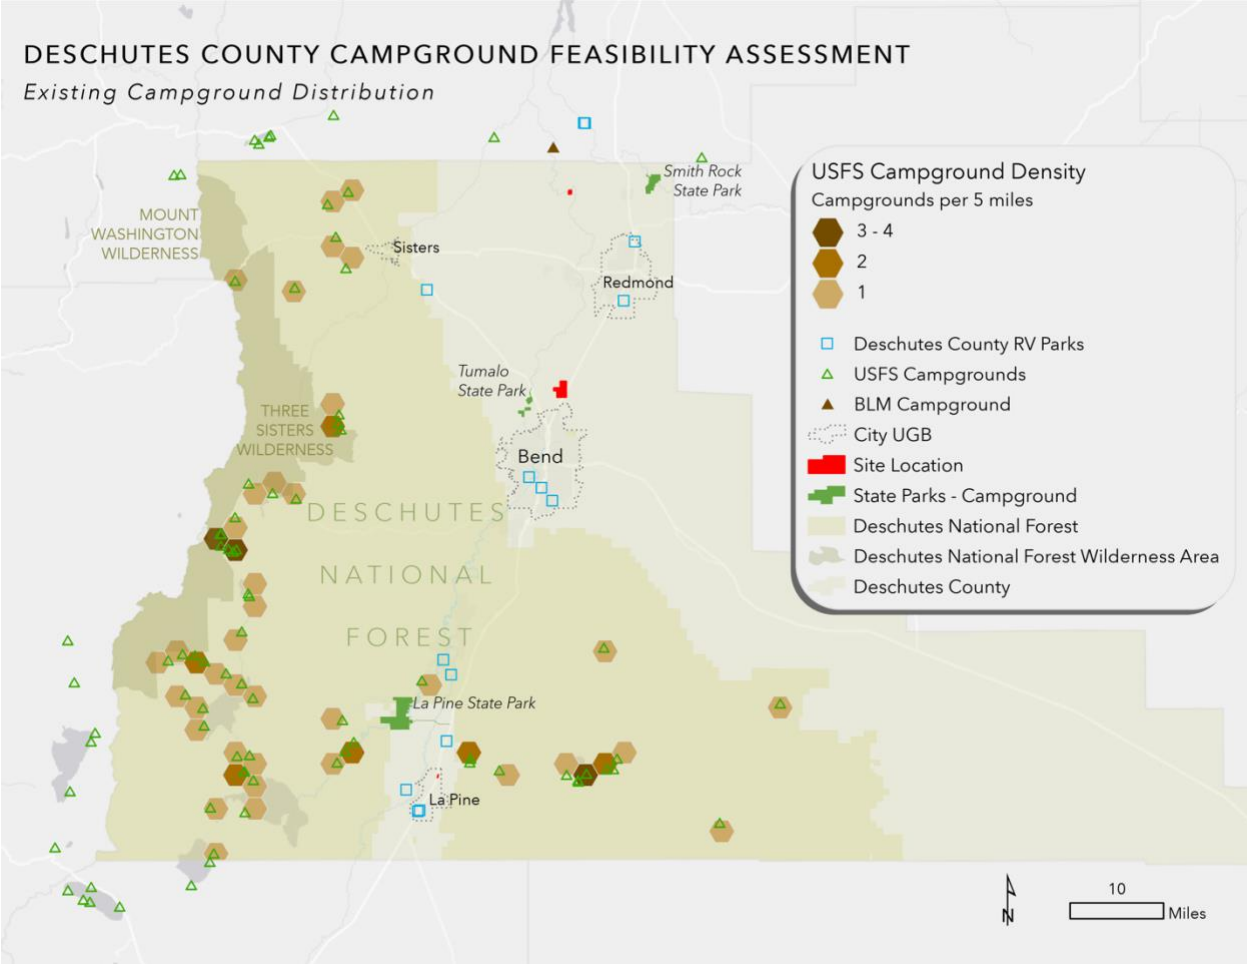 DESCHUTES COUNTY CAMPGROUND FEASIBILITY ASSESSMENT
Existing Campground Distribution
Smith Rock
State Park
MOUNT
WASHINGTON
WILDERNESS
Sisters
Redmond
Tumalo
State Park
THREE
SISTERS
WILDERNESS
Bend
DESCHUTES
NATIONAL
FOREST
La Pine State Park
La Pine
USFS Campground Density
Campgrounds per 5 miles
3 - 4
2
1
Deschutes County RV Parks
USFS Campgrounds
BLM Campground
City UGB
Site Location
State Parks - Campground
Deschutes National Forest
Deschutes National Forest Wilderness Area
Deschutes County
N
10
Miles